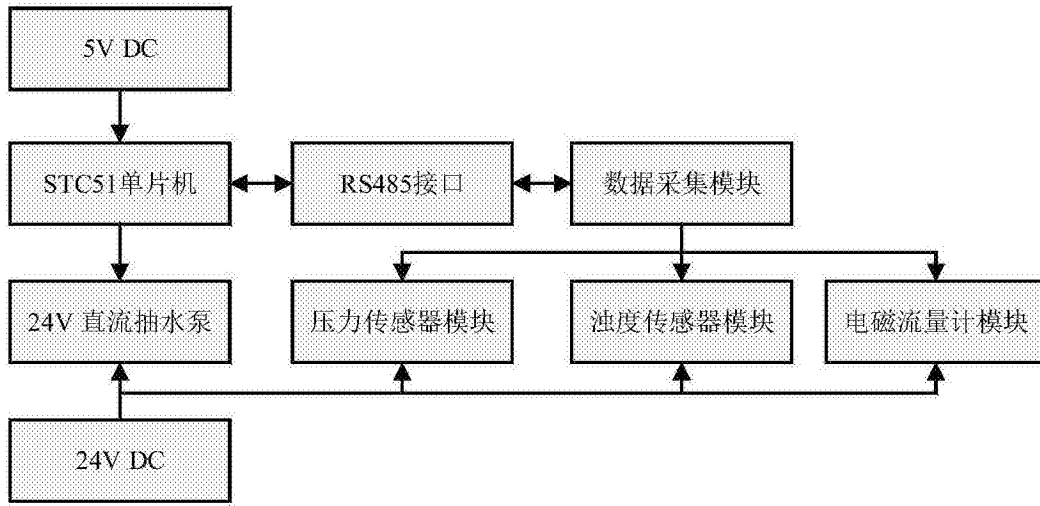 5V DC
STC51单片机
RS485接口
数据采集模块
24V 直流抽水泵
压力传感器模块
浊度传感器模块
电磁流量计模块
24V DC